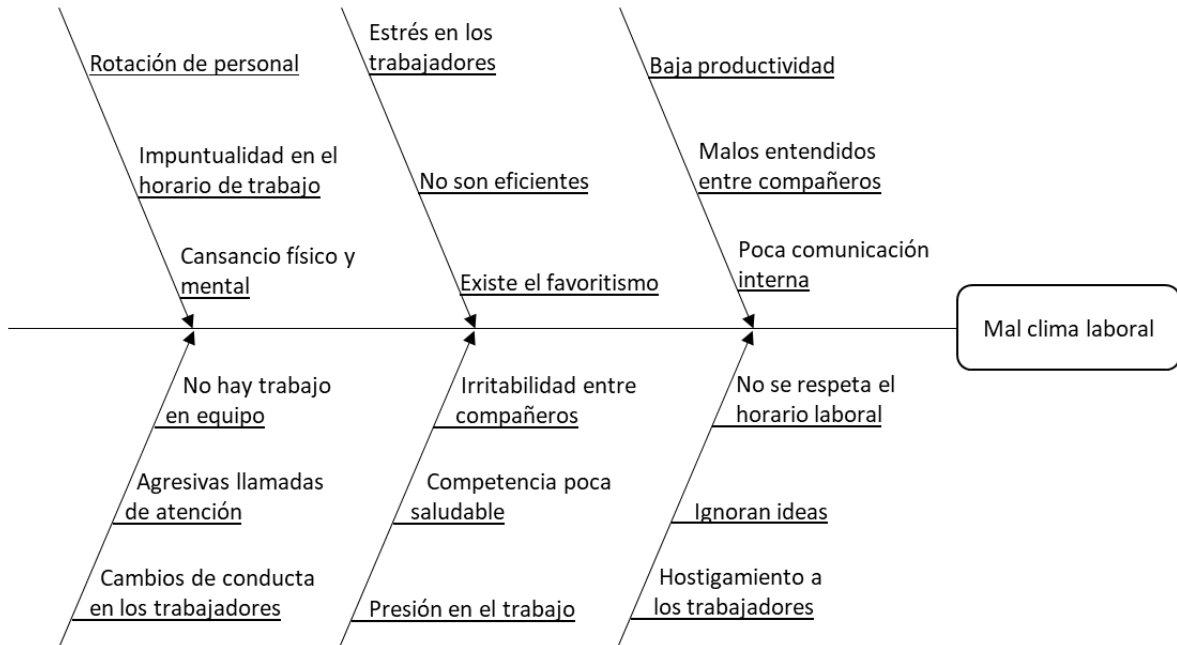 Rotación de personal
Impuntualidad en el
horario de trabajo
Cansancio físico y
mental
Estrés en los
trabajadores
No son eficientes
Existe el favoritismo
Baja productividad
Malos entendidos
entre compañeros
Poca comunicación
interna
Mal clima laboral
No hay trabajo
en equipo
Agresivas llamadas
de atención
Cambios de conducta
en los trabajadores
Irritabilidad entre
compañeros
Competencia poca
saludable
Presión en el trabajo
No se respeta el
horario laboral
Ignoran ideas
Hostigamiento a
los trabajadores